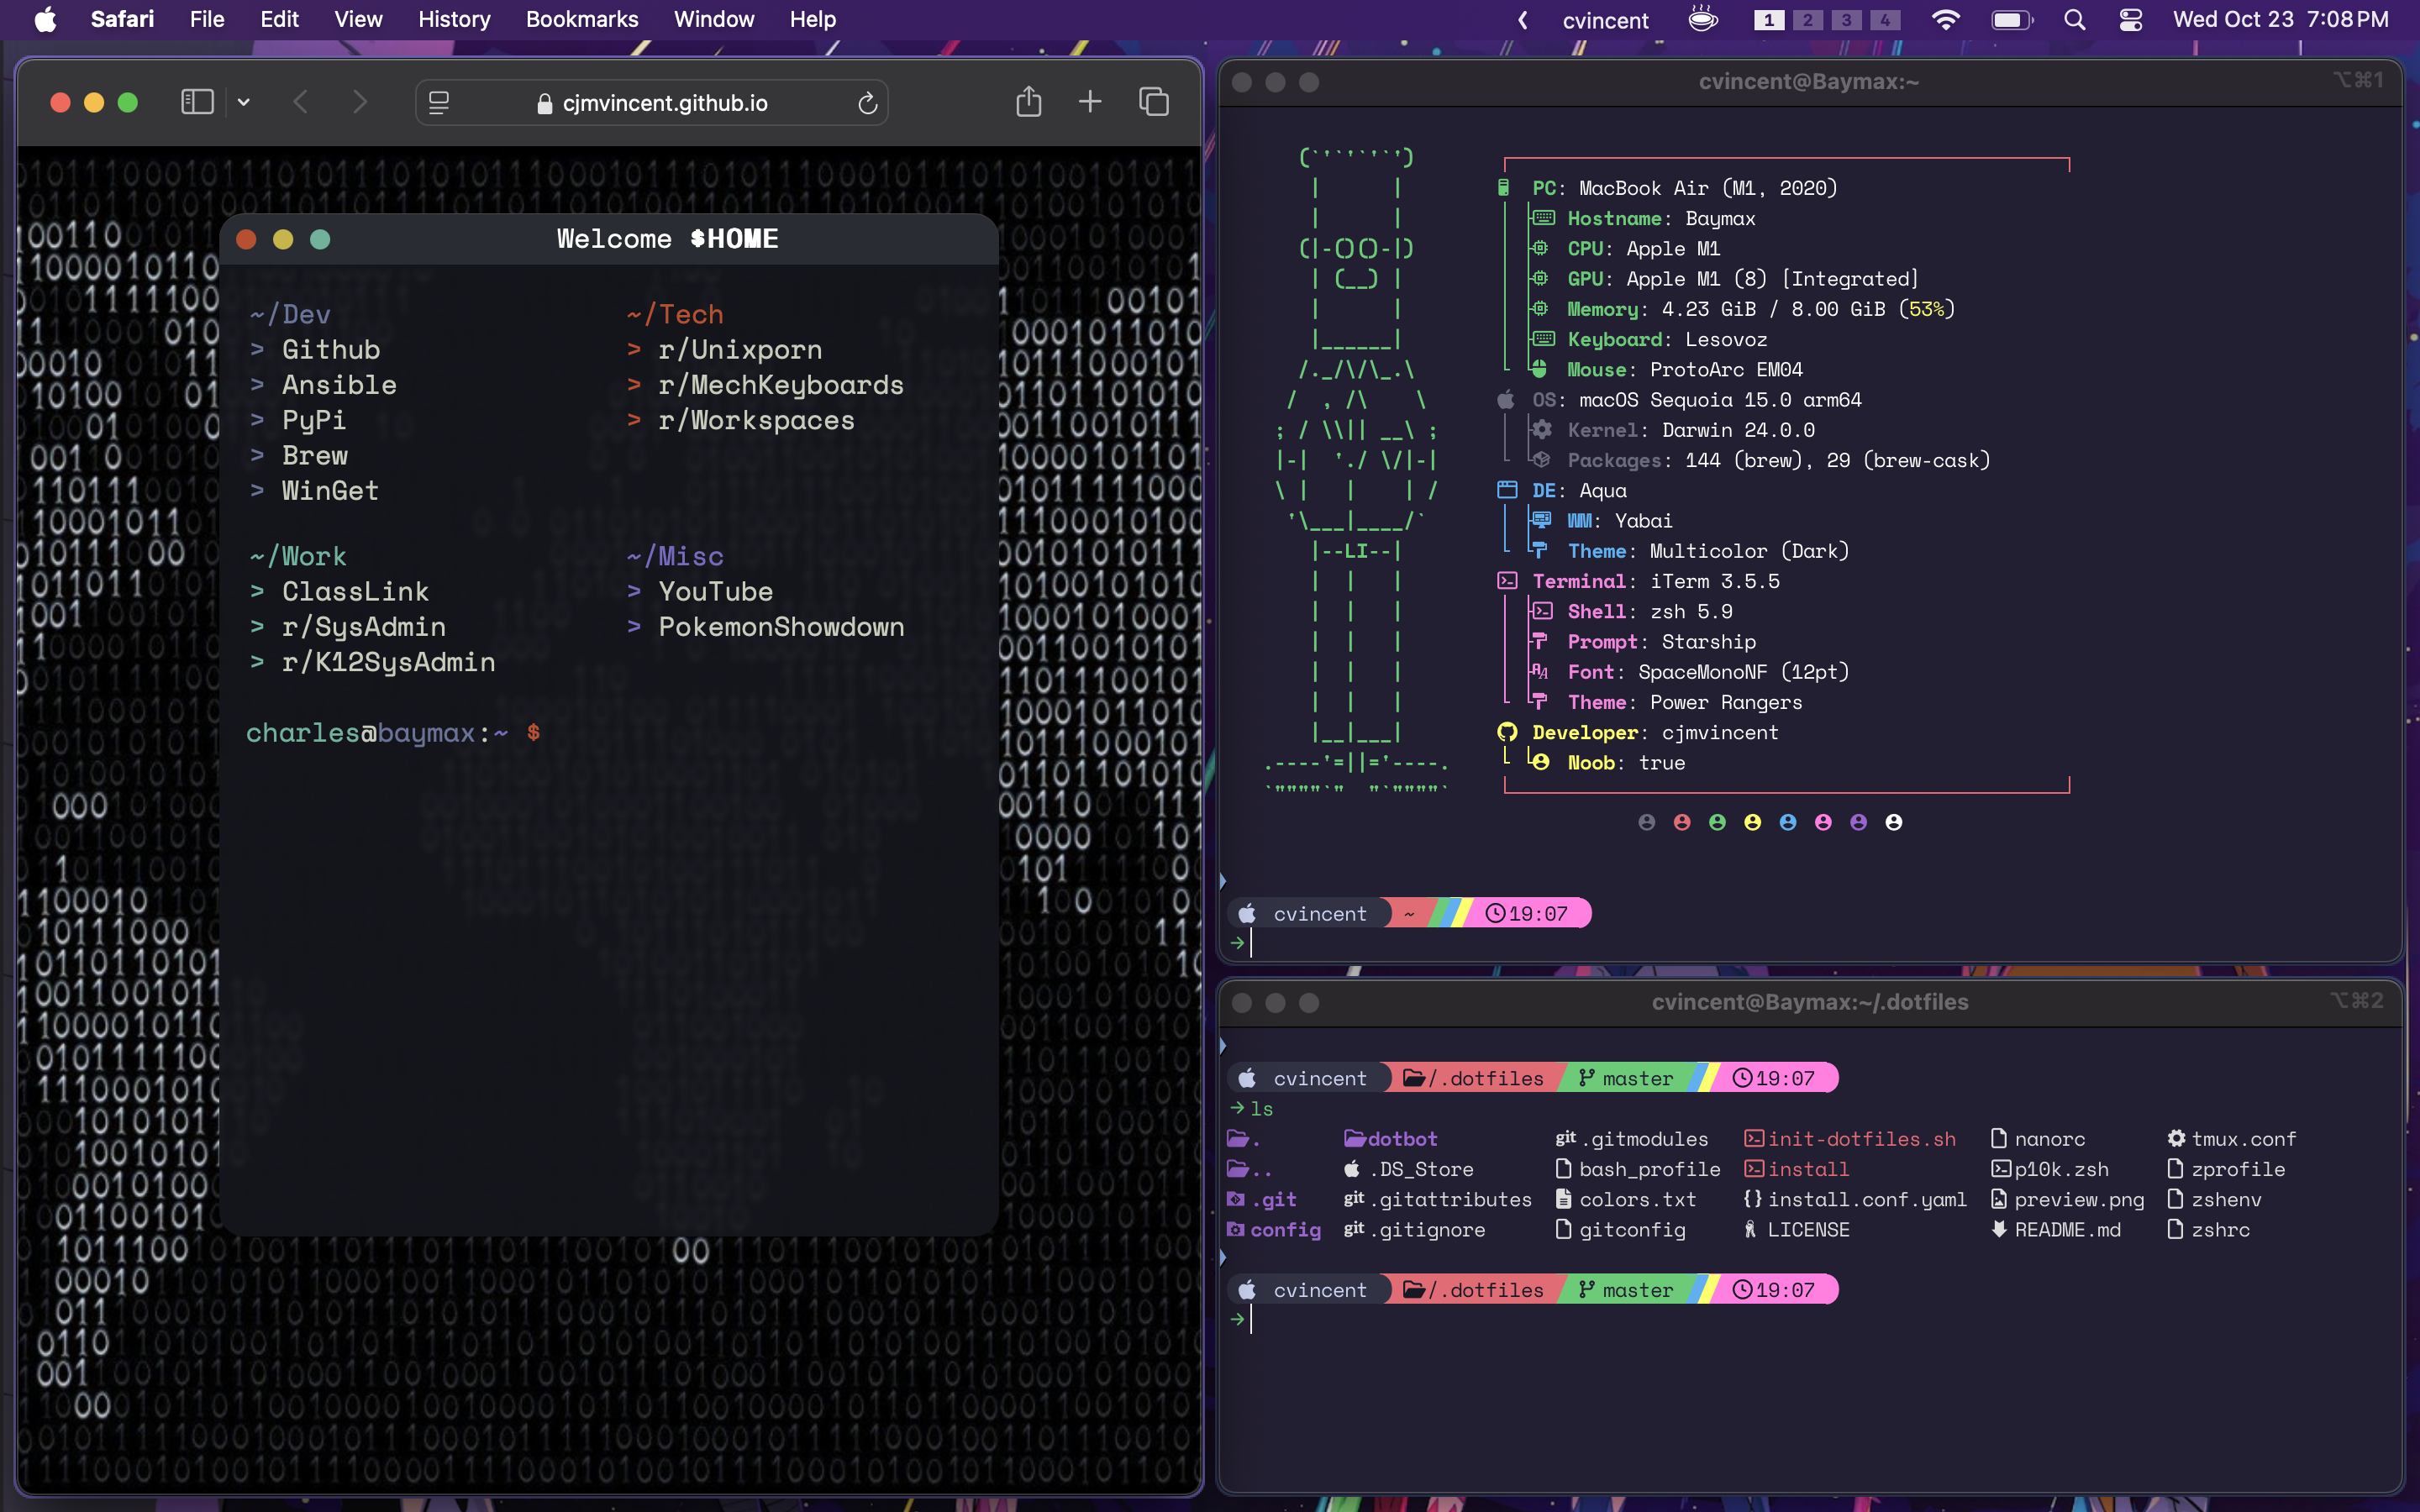 Safari File Edit View History Bookmarks Window Help
cvincent 1 2 3 4 Wed Oct 23 7:08 PM
cjmvincent.github.io
Welcome $HOME
~/Dev
> Github
> Ansible
> PyPi
> Brew
> WinGet
~/Tech
> r/Unixporn
> r/MechKeyboards
> r/Workspaces
~/Work
> ClassLink
> r/SysAdmin
> r/K12SysAdmin
~/Misc
> YouTube
> PokemonShowdown
charles@baymax:~ $
cvincent@Baymax:~ ⌥⌘1
PC: MacBook Air (M1, 2020)
Hostname: Baymax
CPU: Apple M1
GPU: Apple M1 (8) [Integrated]
Memory: 4.23 GiB / 8.00 GiB (53%)
Keyboard: Lesovoz
Mouse: ProtoArc EM04
OS: macOS Sequoia 15.0 arm64
Kernel: Darwin 24.0.0
Packages: 144 (brew), 29 (brew-cask)
DE: Aqua
WM: Yabai
Theme: Multicolor (Dark)
Terminal: iTerm 3.5.5
Shell: zsh 5.9
Prompt: Starship
Font: SpaceMonoNF (12pt)
Theme: Power Rangers
Developer: cjmvincent
Noob: true
cvincent ~ 19:07
→
cvincent@Baymax:~/.dotfiles ⌥⌘2
cvincent /.dotfiles master 19:07
→ ls
. dotbot .gitmodules init-dotfiles.sh nanorc tmux.conf
.. .DS_Store bash_profile install p10k.zsh zprofile
.git .gitattributes colors.txt install.conf.yaml preview.png zshenv
config .gitignore gitconfig LICENSE README.md zshrc
cvincent /.dotfiles master 19:07
→